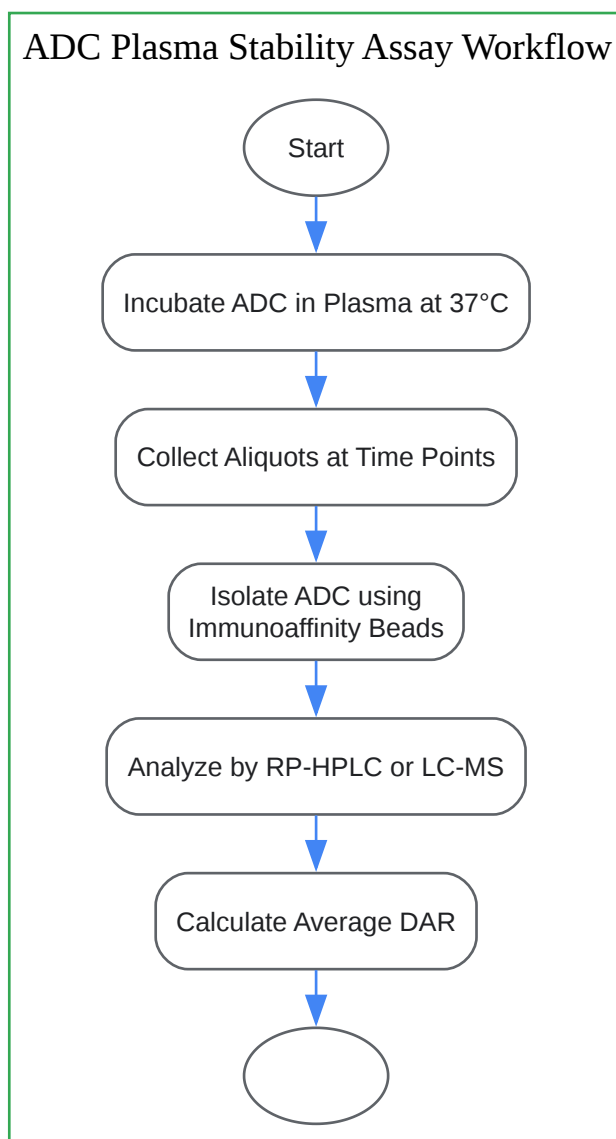 ADC Plasma Stability Assay Workflow
Start
Incubate ADC in Plasma at 37°C
Collect Aliquots at Time Points
Isolate ADC using
Immunoaffinity Beads
Analyze by RP-HPLC or LC-MS
Calculate Average DAR